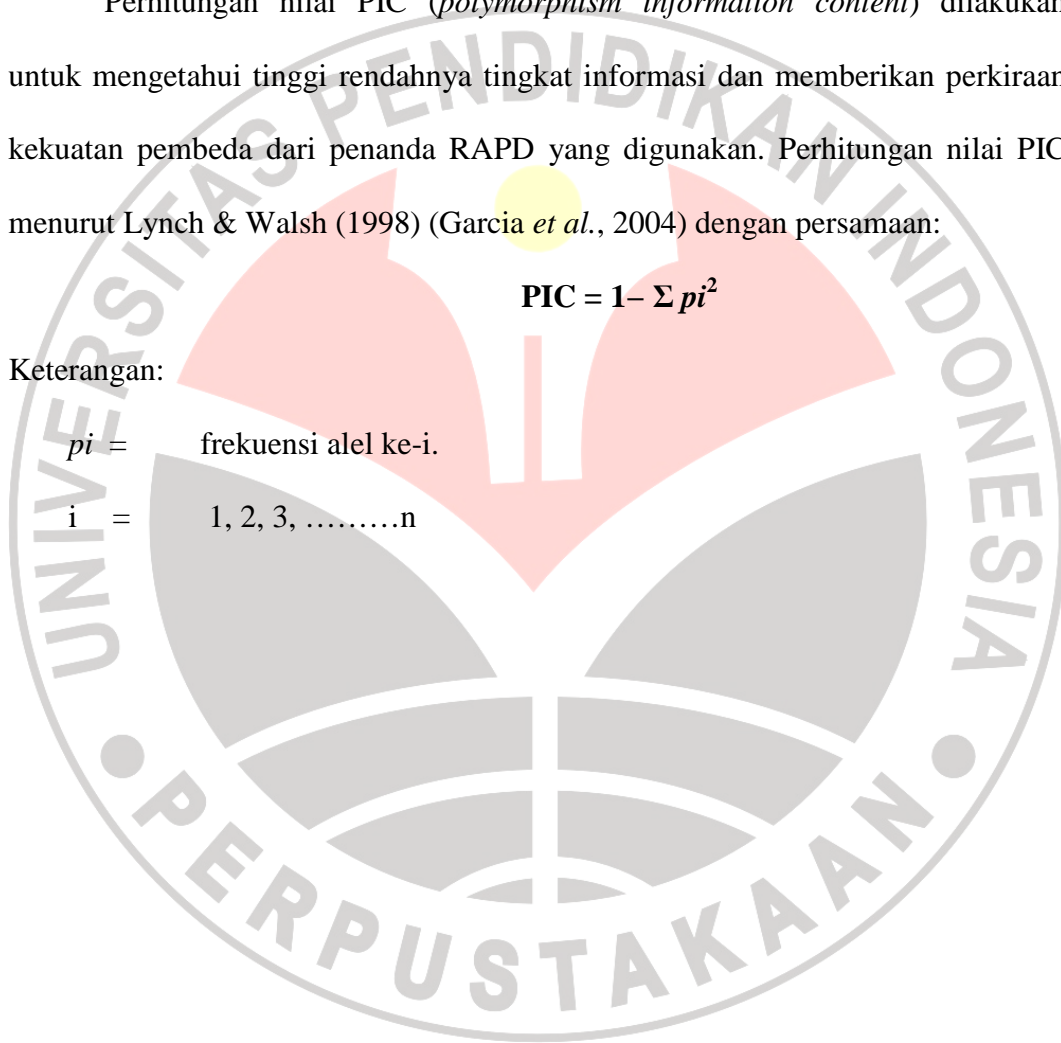 Perhitungan nilai PIC (polymorphism information content) dilakukan
untuk mengetahui tinggi rendahnya tingkat informasi dan memberikan perkiraan
kekuatan pembeda dari penanda RAPD yang digunakan. Perhitungan nilai PIC
menurut Lynch & Walsh (1998) (Garcia et al., 2004) dengan persamaan:
PIC = 1– Σ pi²
Keterangan:
pi = frekuensi alel ke-i.
i = 1, 2, 3, ………n
UNIVERSITAS PENDIDIKAN INDONESIA
PERPUSTAKAAN